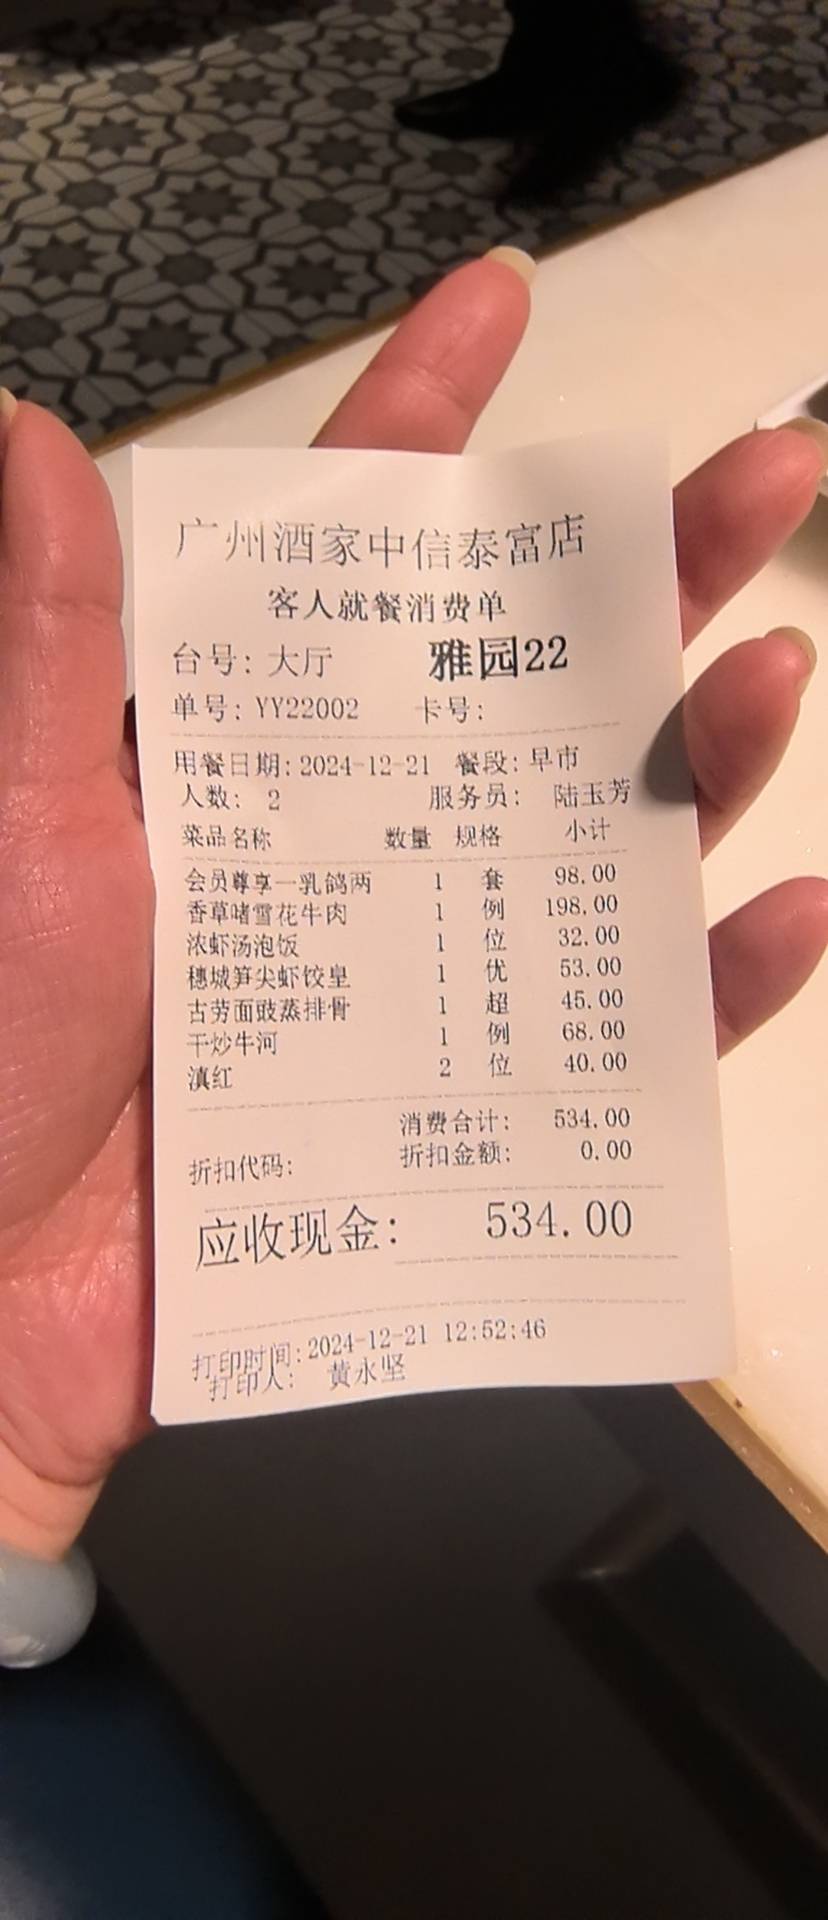 广州酒家中信泰富店
客人就餐消费单
台号: 大厅 雅园22
单号: YY22002 卡号:
用餐日期: 2024-12-21 餐段: 早市
人数: 2 服务员: 陆玉芳
菜品名称 数量 规格 小计
会员尊享一乳鸽两 1 套 98.00
香草啫雪花牛肉 1 例 198.00
浓虾汤泡饭 1 位 32.00
穗城笋尖虾饺皇 1 优 53.00
古劳面豉蒸排骨 1 超 45.00
干炒牛河 1 例 68.00
滇红 2 位 40.00
消费合计: 534.00
折扣代码: 折扣金额: 0.00
应收现金: 534.00
打印时间: 2024-12-21 12:52:46
打印人: 黄永坚